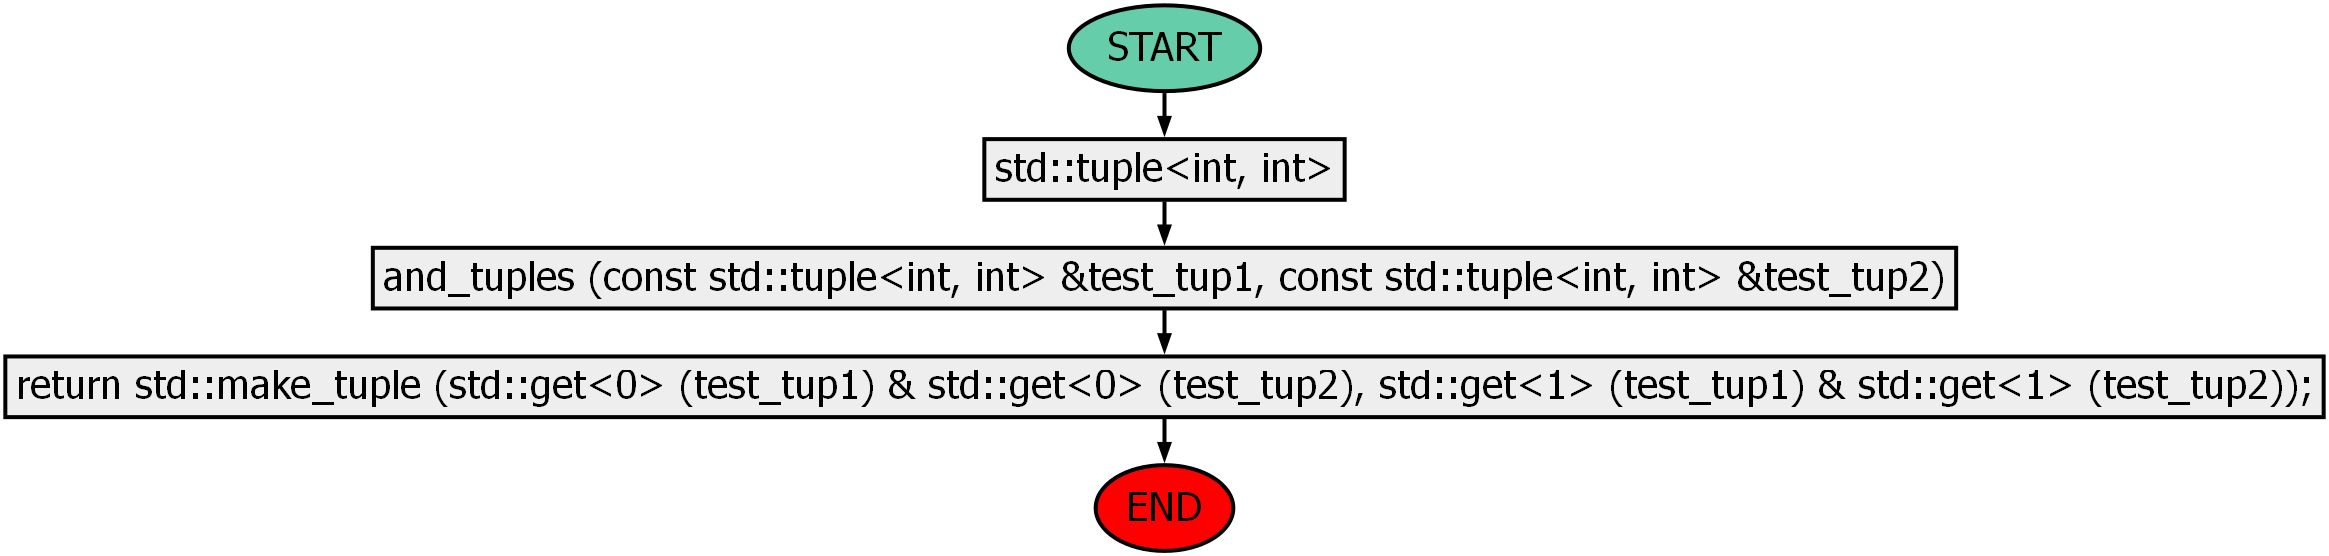 START
std::tuple<int, int>
and_tuples (const std::tuple<int, int> &test_tup1, const std::tuple<int, int> &test_tup2)
return std::make_tuple (std::get<0> (test_tup1) & std::get<0> (test_tup2), std::get<1> (test_tup1) & std::get<1> (test_tup2));
END